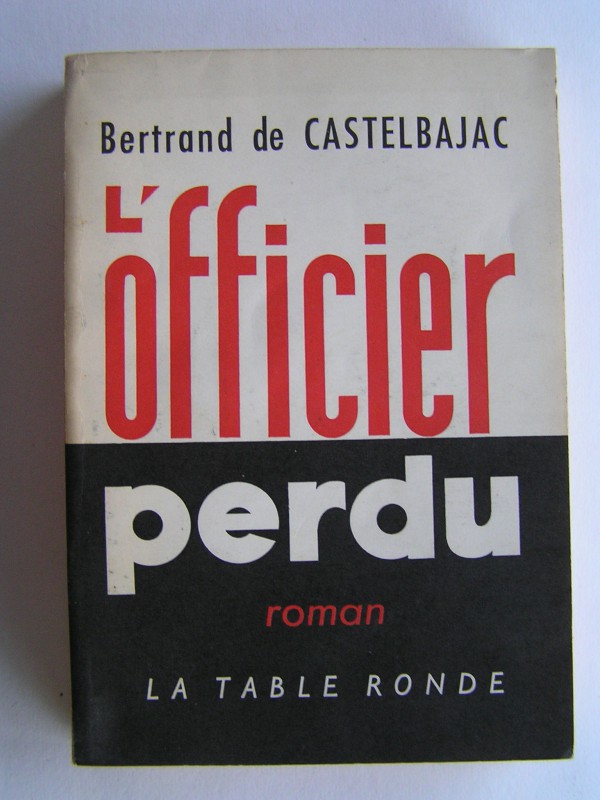 Bertrand de CASTELBAJAC
L'
officier
perdu
roman
LA TABLE RONDE